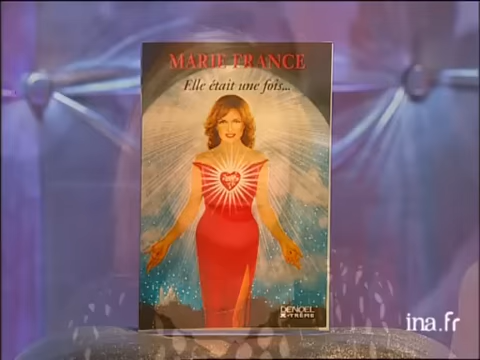 MARIE FRANCE
Elle était une fois...
DENOËL
X-TRÊME
ina.fr